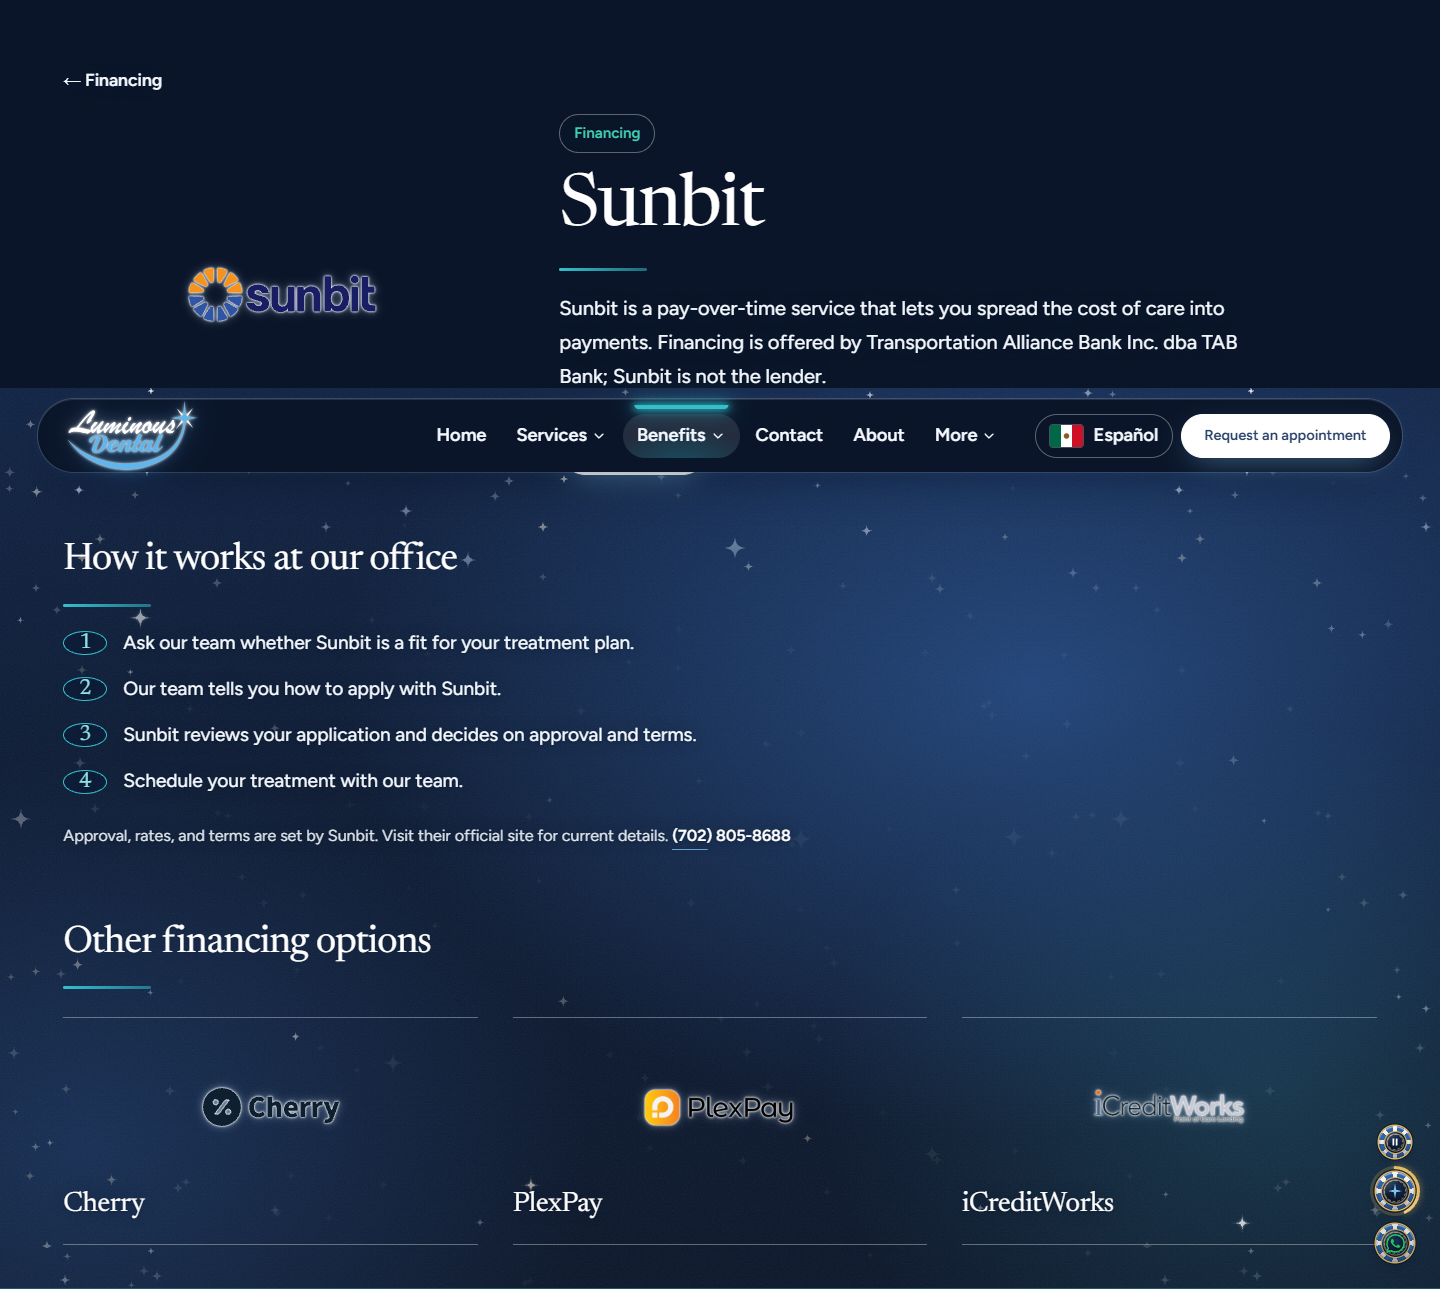 ← Financing
Financing
Sunbit
sunbit
Sunbit is a pay-over-time service that lets you spread the cost of care into
payments. Financing is offered by Transportation Alliance Bank Inc. dba TAB
Bank; Sunbit is not the lender.
Luminous
Dental
Home
Services
Benefits
Contact
About
More
Español
Request an appointment
How it works at our office
1 Ask our team whether Sunbit is a fit for your treatment plan.
2 Our team tells you how to apply with Sunbit.
3 Sunbit reviews your application and decides on approval and terms.
4 Schedule your treatment with our team.
Approval, rates, and terms are set by Sunbit. Visit their official site for current details. (702) 805-8688
Other financing options
Cherry
PlexPay
iCreditWorks
Cherry
PlexPay
iCreditWorks